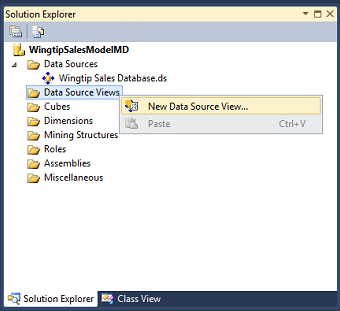 Solution Explorer
WingtipSalesModelMD
Data Sources
Wingtip Sales Database.ds
Data Source Views
New Data Source View...
Cubes
Paste Ctrl+V
Dimensions
Mining Structures
Roles
Assemblies
Miscellaneous
Solution Explorer Class View